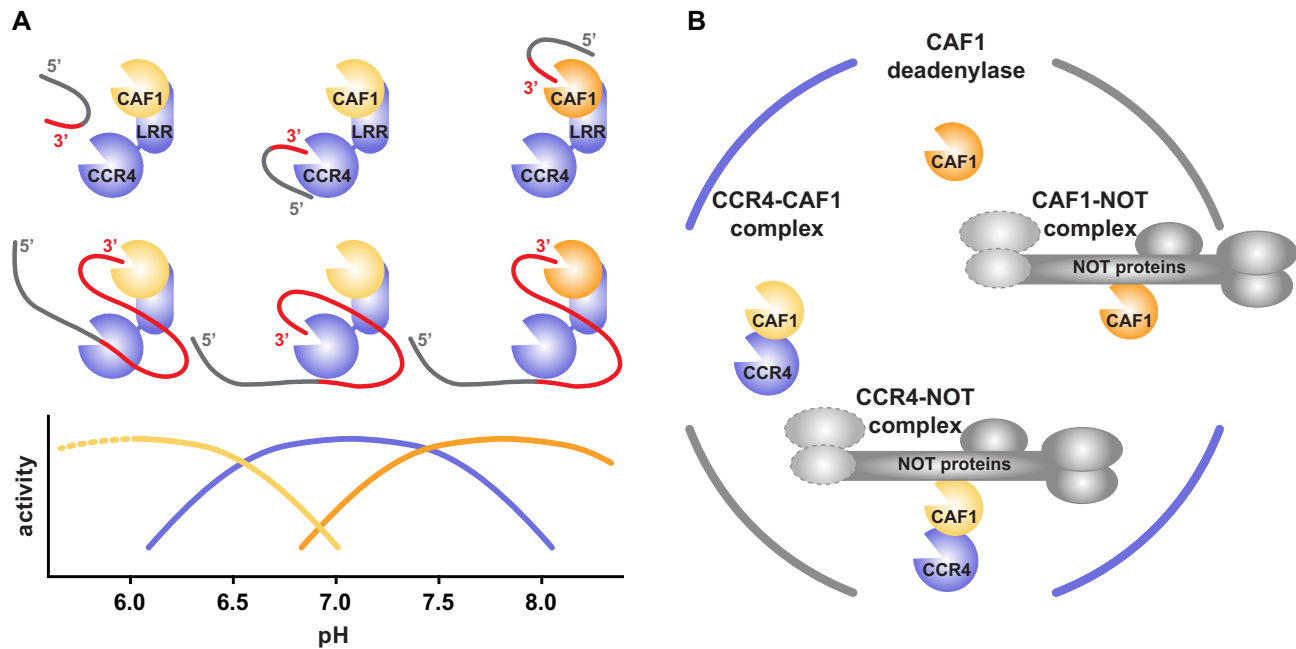 A
5’
CAF1
LRR
3’
CCR4
CAF1
3’
LRR
CCR4
5’
5’
3’
CAF1
LRR
CCR4
5’
3’
5’
3’
5’
3’
activity
6.0
6.5
7.0
7.5
8.0
pH
B
CAF1
deadenylase
CAF1
CCR4-CAF1
complex
CAF1-NOT
complex
NOT proteins
CAF1
CAF1
CCR4
CCR4-NOT
complex
NOT proteins
CAF1
CCR4